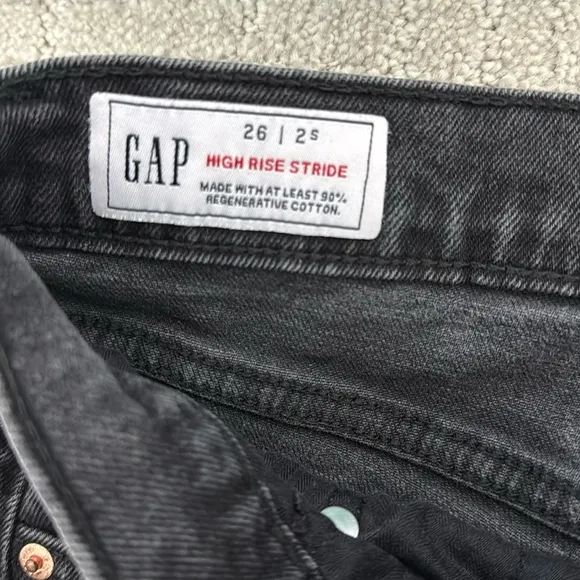 GAP
26 | 2S
HIGH RISE STRIDE
MADE WITH AT LEAST 90%
REGENERATIVE COTTON.